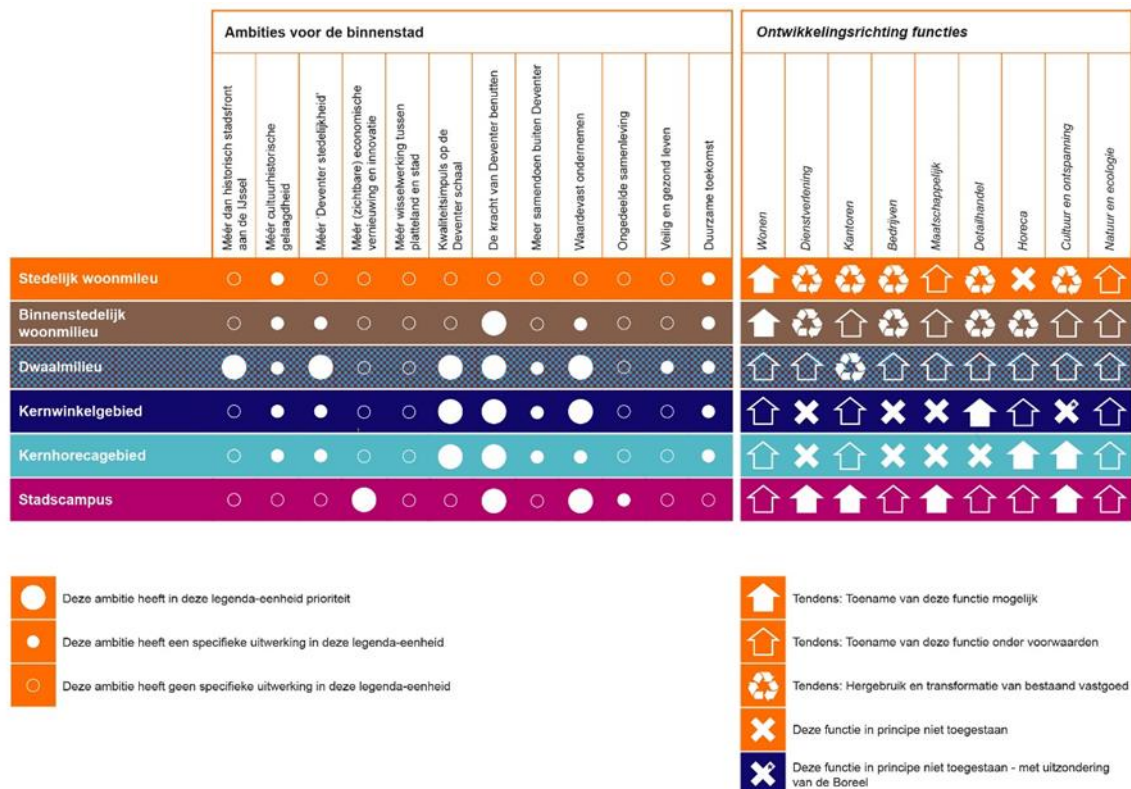 Ambities voor de binnenstad
Ontwikkelingsrichting functies
Méér dan historisch stadsfront
aan de IJssel
Méér cultuurhistorische
gelaagdheid
Méér 'Deventer stedelijkheid'
Méér (zichtbare) economische
vernieuwing en innovatie
Méér wisselwerking tussen
platteland en stad
Kwaliteitsimpuls op de
Deventer schaal
De kracht van Deventer benutten
Meer samendoen buiten Deventer
Waardevast ondernemen
Ongedeelde samenleving
Veilig en gezond leven
Duurzame toekomst
Wonen
Dienstverlening
Kantoren
Bedrijven
Maatschappelijk
Detailhandel
Horeca
Cultuur en ontspanning
Natuur en ecologie
Stedelijk woonmilieu
Binnenstedelijk
woonmilieu
Dwaalmilieu
Kernwinkelgebied
Kernhorecagebied
Stadscampus
Deze ambitie heeft in deze legenda-eenheid prioriteit
Deze ambitie heeft een specifieke uitwerking in deze legenda-eenheid
Deze ambitie heeft geen specifieke uitwerking in deze legenda-eenheid
Tendens: Toename van deze functie mogelijk
Tendens: Toename van deze functie onder voorwaarden
Tendens: Hergebruik en transformatie van bestaand vastgoed
Deze functie in principe niet toegestaan
Deze functie in principe niet toegestaan - met uitzondering
van de Boreel